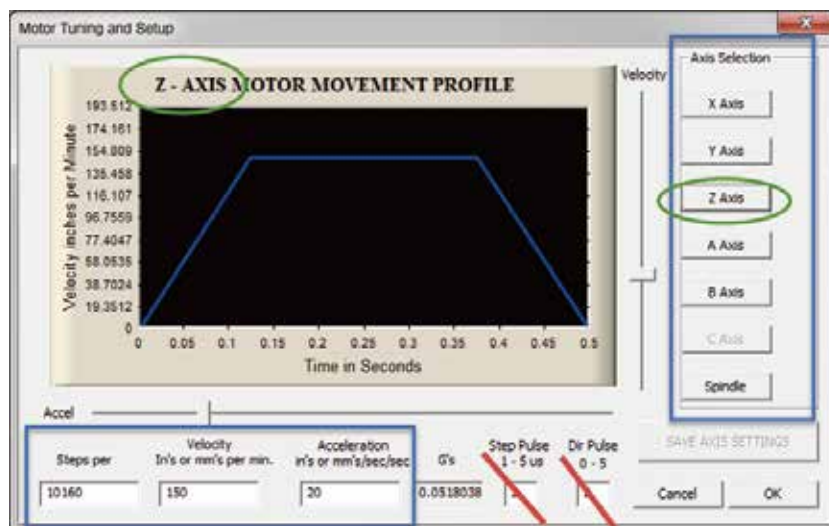 Motor Tuning and Setup
Axis Selection
Z - AXIS MOTOR MOVEMENT PROFILE
Velocity
193.512
174.161
154.809
135.458
116.107
96.7559
77.4047
58.0535
38.7024
19.3512
0
Velocity inches per Minute
0 0.05 0.1 0.15 0.2 0.25 0.3 0.35 0.4 0.45 0.5
Time in Seconds
X Axis
Y Axis
Z Axis
A Axis
B Axis
C Axis
Spindle
Accel
Steps per
Velocity
In's or mm's per min.
Acceleration
in's or mm's/sec/sec
G's
Step Pulse
1 - 5 us
Dir Pulse
0 - 5
SAVE AXIS SETTINGS
10160
150
20
0.0518038
Cancel
OK